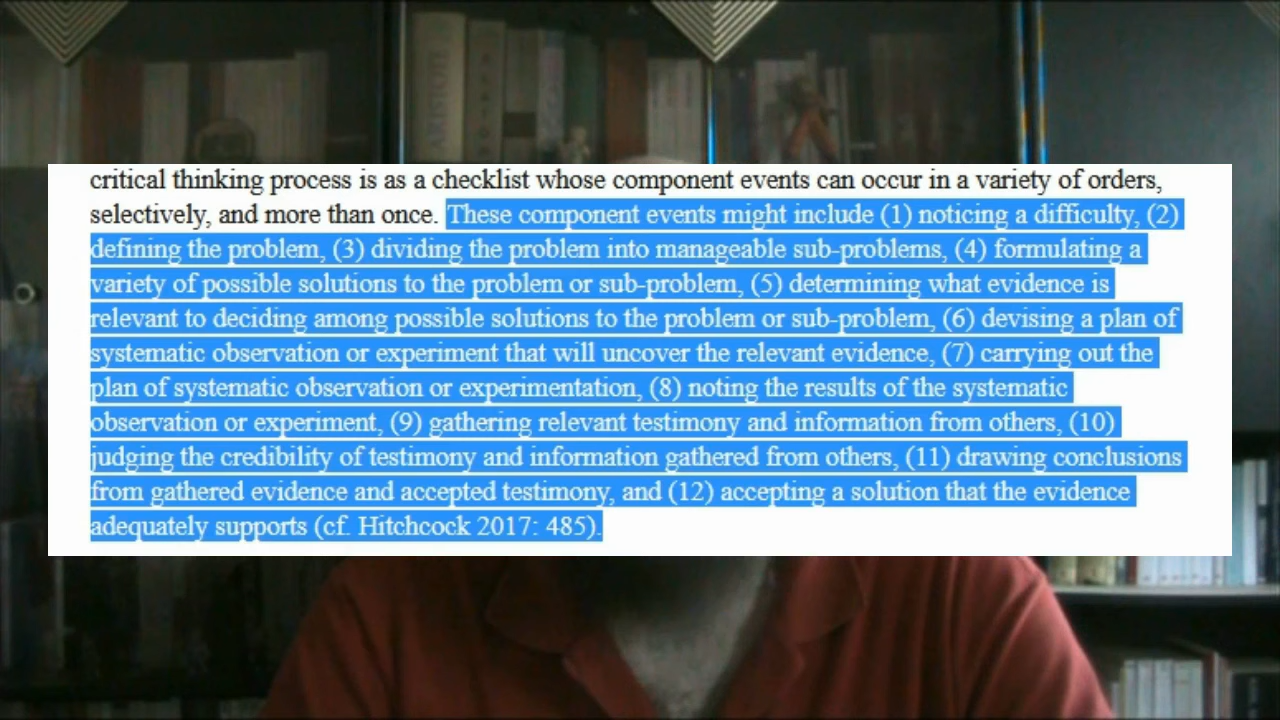 ARISTOTLE
critical thinking process is as a checklist whose component events can occur in a variety of orders,
selectively, and more than once. These component events might include (1) noticing a difficulty, (2)
defining the problem, (3) dividing the problem into manageable sub-problems, (4) formulating a
variety of possible solutions to the problem or sub-problem, (5) determining what evidence is
relevant to deciding among possible solutions to the problem or sub-problem, (6) devising a plan of
systematic observation or experiment that will uncover the relevant evidence, (7) carrying out the
plan of systematic observation or experimentation, (8) noting the results of the systematic
observation or experiment, (9) gathering relevant testimony and information from others, (10)
judging the credibility of testimony and information gathered from others, (11) drawing conclusions
from gathered evidence and accepted testimony, and (12) accepting a solution that the evidence
adequately supports (cf. Hitchcock 2017: 485).